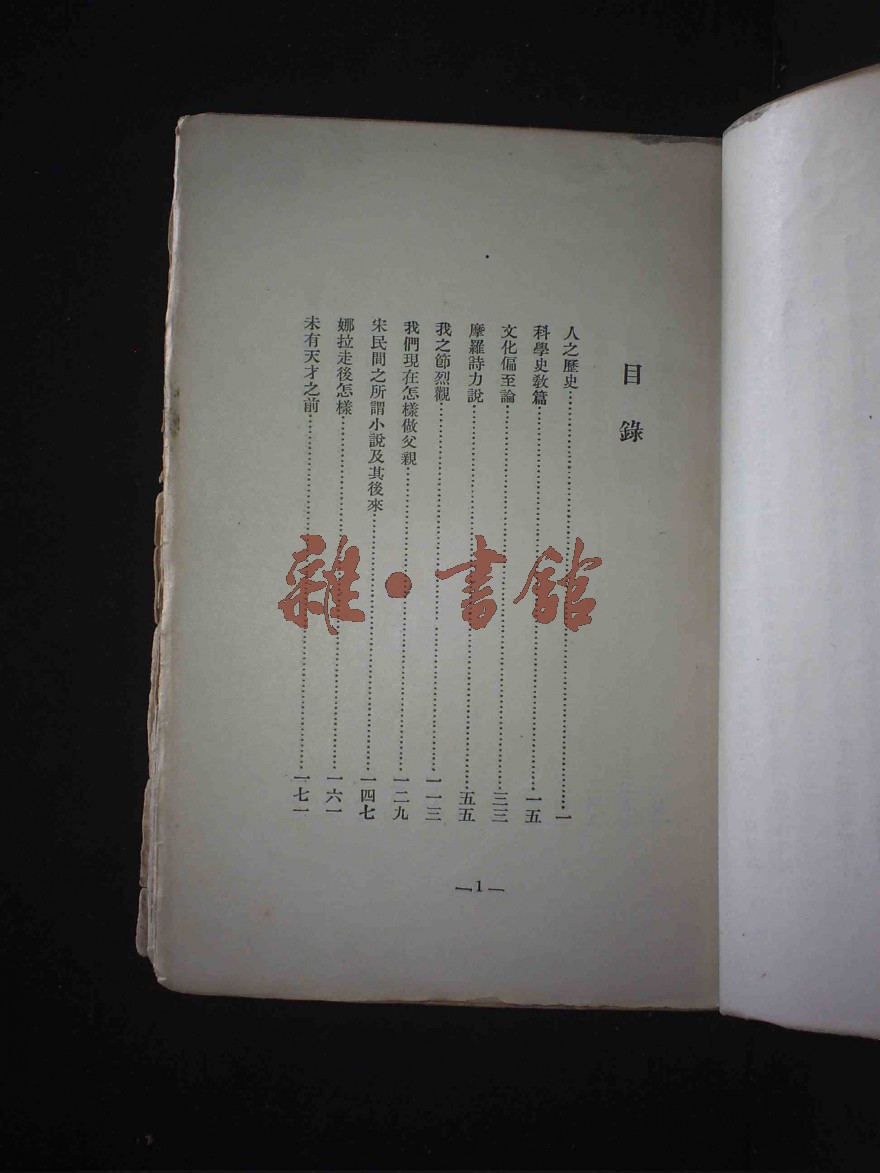 目錄
人之歷史………一
科學史教篇………一五
文化偏至論………三三
摩羅詩力說………五五
我之節烈觀………一一三
我們現在怎樣做父親………一二九
宋民間之所謂小說及其後來………一四七
娜拉走後怎樣………一六一
未有天才之前………一七一
—1—
雜·書館